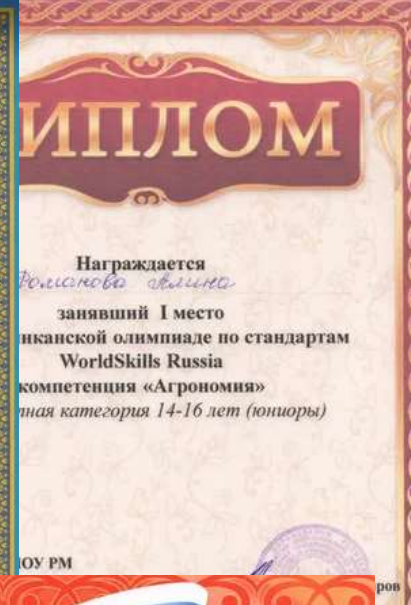 ИПЛОМ
Награждается
Романова Алина
занявший I место
иканской олимпиаде по стандартам
WorldSkills Russia
компетенция «Агрономия»
тная категория 14-16 лет (юниоры)
ОУ РМ
ров